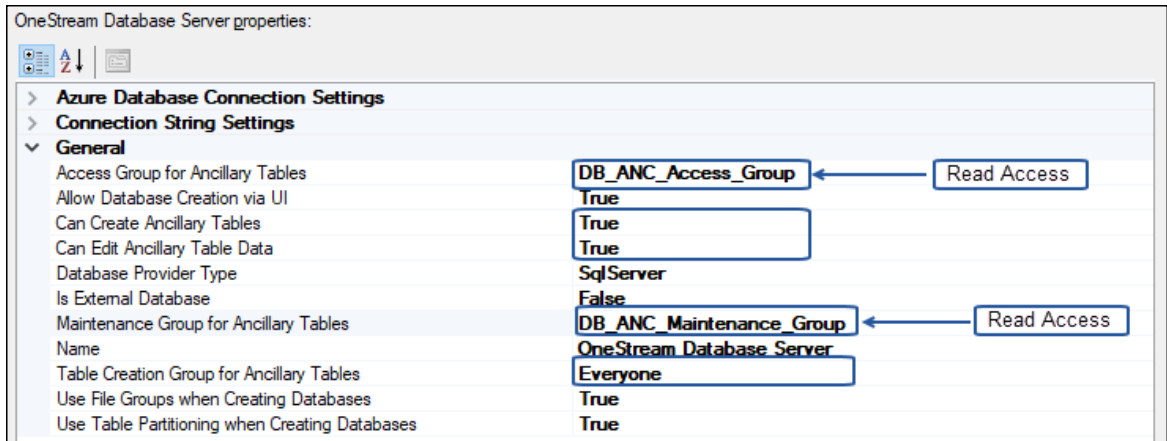 OneStream Database Server properties:
Azure Database Connection Settings
Connection String Settings
General
Access Group for Ancillary Tables DB_ANC_Access_Group Read Access
Allow Database Creation via UI True
Can Create Ancillary Tables True
Can Edit Ancillary Table Data True
Database Provider Type SqlServer
Is External Database False
Maintenance Group for Ancillary Tables DB_ANC_Maintenance_Group Read Access
Name OneStream Database Server
Table Creation Group for Ancillary Tables Everyone
Use File Groups when Creating Databases True
Use Table Partitioning when Creating Databases True